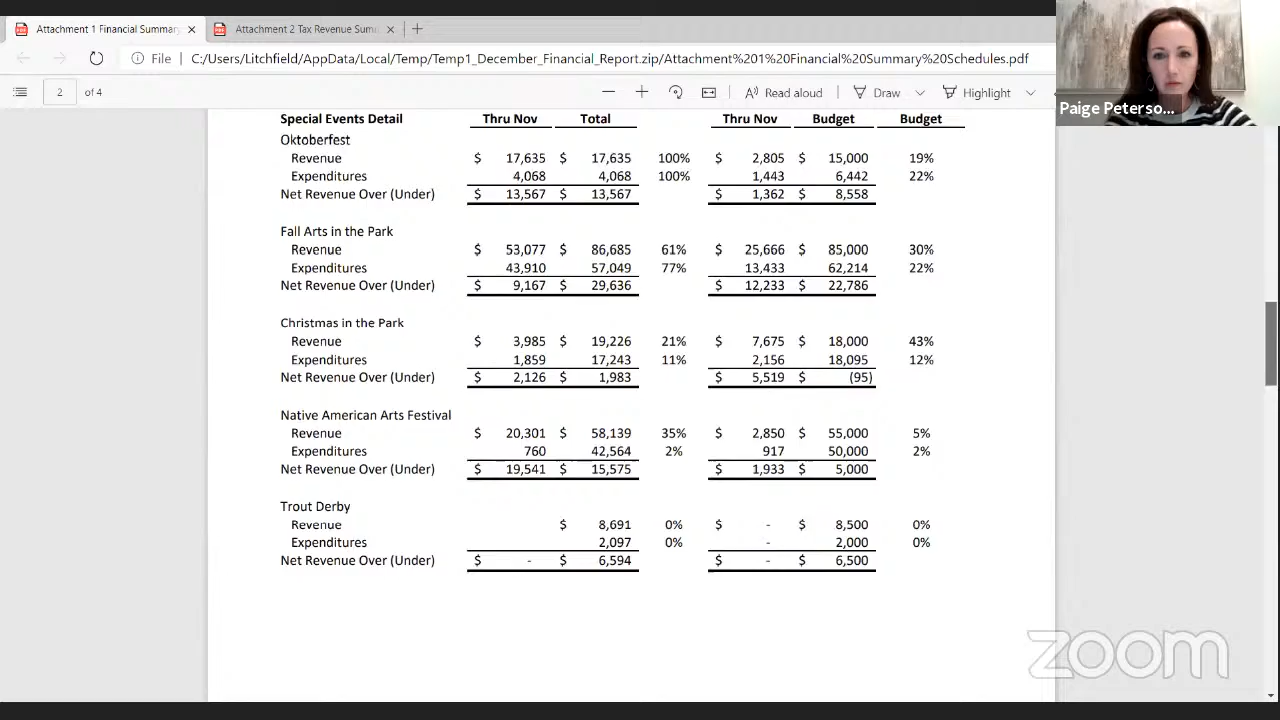 Attachment 1 Financial Summary
Attachment 2 Tax Revenue Sum
File C:/Users/Litchfield/AppData/Local/Temp/Temp1_December_Financial_Report.zip/Attachment%201%20Financial%20Summary%20Schedules.pdf
2 of 4 Read aloud Draw Highlight
Paige Peterso...
Special Events Detail Thru Nov Total Thru Nov Budget Budget
Oktoberfest
Revenue $ 17,635 $ 17,635 100% $ 2,805 $ 15,000 19%
Expenditures 4,068 4,068 100% 1,443 6,442 22%
Net Revenue Over (Under) $ 13,567 $ 13,567 $ 1,362 $ 8,558
Fall Arts in the Park
Revenue $ 53,077 $ 86,685 61% $ 25,666 $ 85,000 30%
Expenditures 43,910 57,049 77% 13,433 62,214 22%
Net Revenue Over (Under) $ 9,167 $ 29,636 $ 12,233 $ 22,786
Christmas in the Park
Revenue $ 3,985 $ 19,226 21% $ 7,675 $ 18,000 43%
Expenditures 1,859 17,243 11% 2,156 18,095 12%
Net Revenue Over (Under) $ 2,126 $ 1,983 $ 5,519 $ (95)
Native American Arts Festival
Revenue $ 20,301 $ 58,139 35% $ 2,850 $ 55,000 5%
Expenditures 760 42,564 2% 917 50,000 2%
Net Revenue Over (Under) $ 19,541 $ 15,575 $ 1,933 $ 5,000
Trout Derby
Revenue $ 8,691 0% $ - $ 8,500 0%
Expenditures 2,097 0% - 2,000 0%
Net Revenue Over (Under) $ - $ 6,594 $ - $ 6,500
zoom